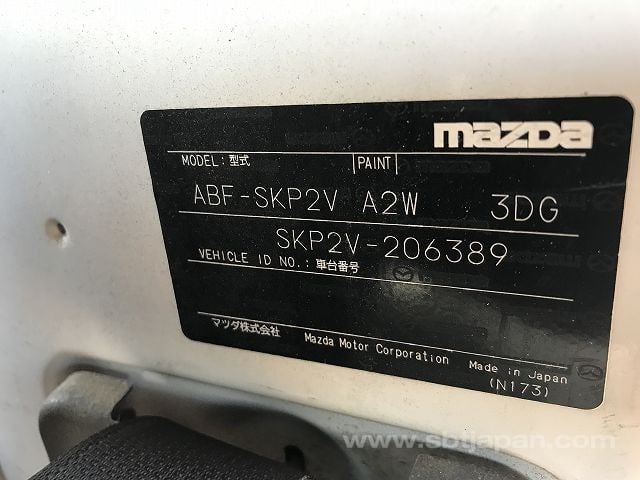 mazda
MODEL: 型式 PAINT
ABF-SKP2V A2W 3DG
SKP2V-206389
VEHICLE ID NO.: 車台番号
マツダ株式会社 Mazda Motor Corporation Made in Japan
(N173)
www.sbtjapan.com